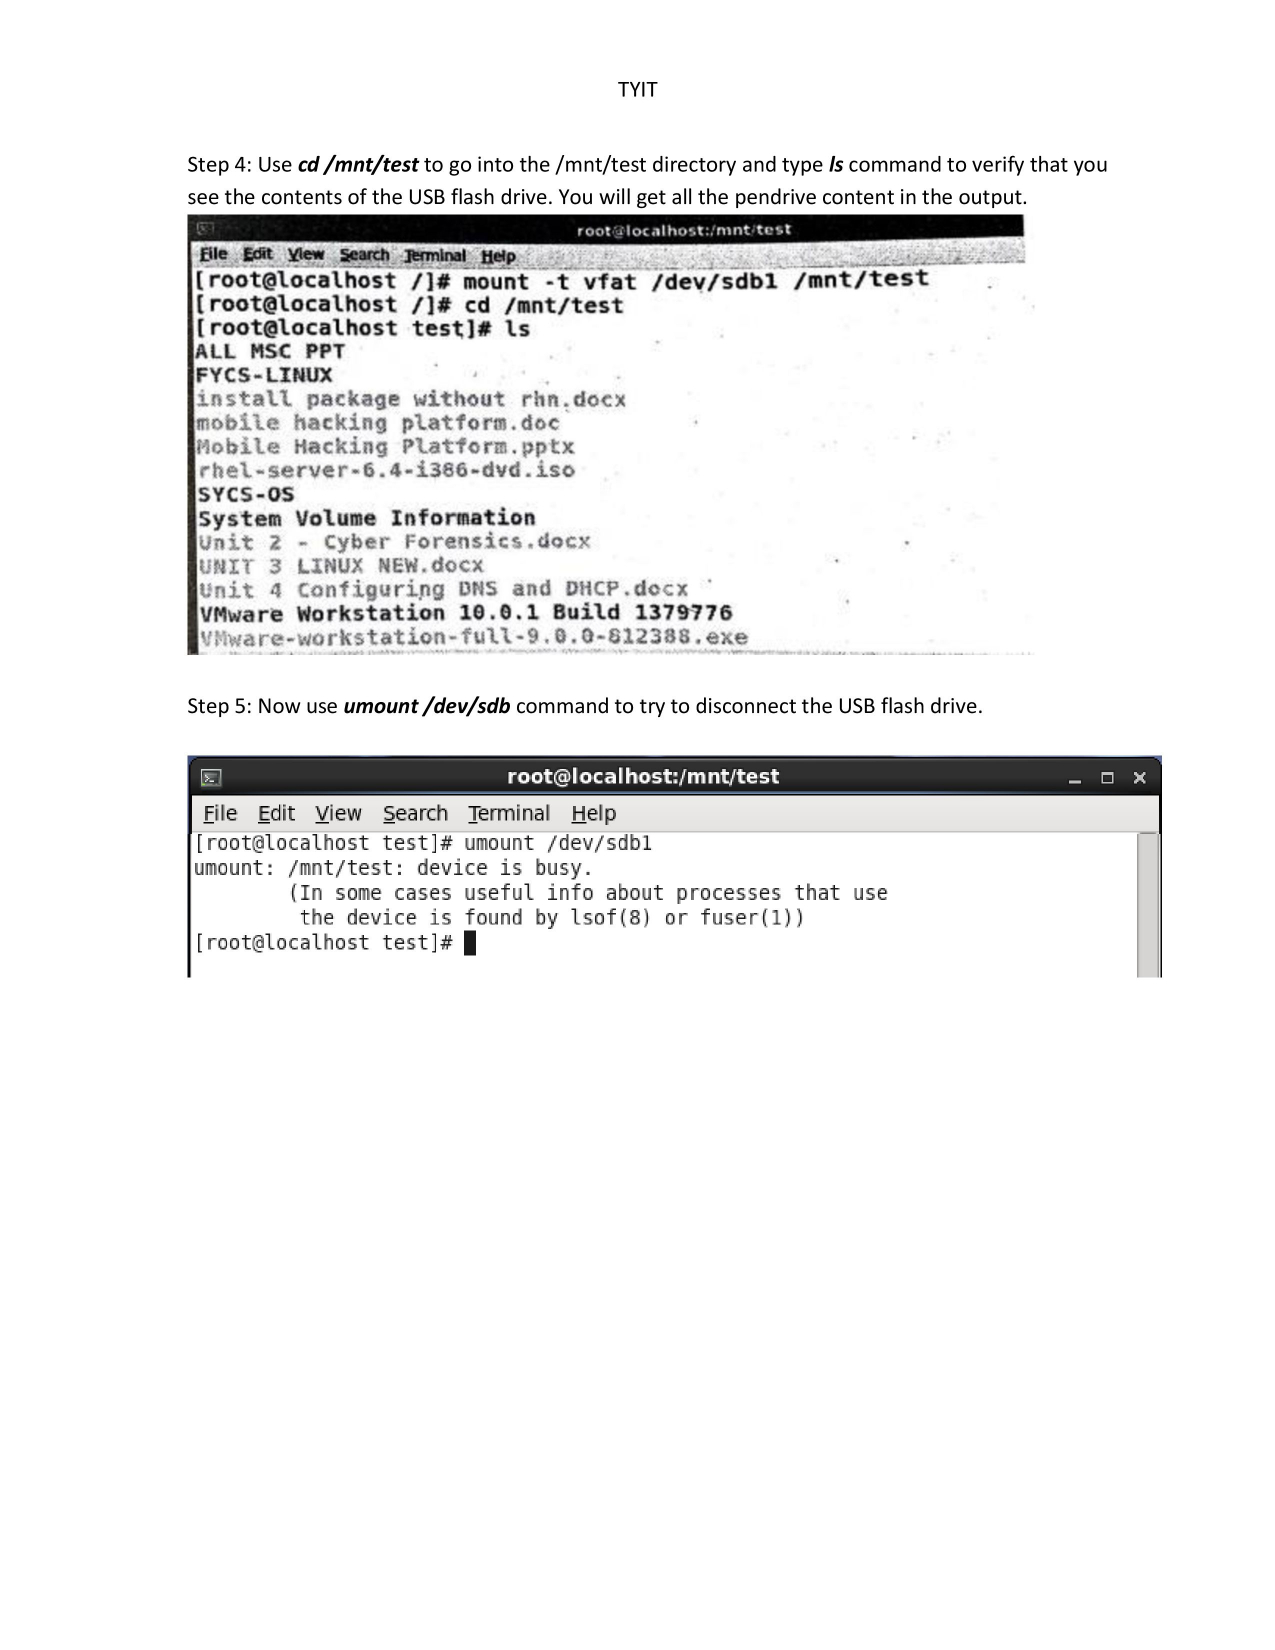 TYIT
Step 4: Use cd /mnt/test to go into the /mnt/test directory and type ls command to verify that you
see the contents of the USB flash drive. You will get all the pendrive content in the output.
root@localhost:/mnt/test
File Edit View Search Terminal Help
[root@localhost /]# mount -t vfat /dev/sdb1 /mnt/test
[root@localhost /]# cd /mnt/test
[root@localhost test]# ls
ALL MSC PPT
FYCS-LINUX
install package without rhn.docx
mobile hacking platform.doc
Mobile Hacking Platform.pptx
rhel-server-6.4-i386-dvd.iso
SYCS-OS
System Volume Information
Unit 2 - Cyber Forensics.docx
UNIT 3 LINUX NEW.docx
Unit 4 Configuring DNS and DHCP.docx
VMware Workstation 10.0.1 Build 1379776
VMware-workstation-full-9.0.0-812388.exe
Step 5: Now use umount /dev/sdb command to try to disconnect the USB flash drive.
root@localhost:/mnt/test
File Edit View Search Terminal Help
[root@localhost test]# umount /dev/sdb1
umount: /mnt/test: device is busy.
(In some cases useful info about processes that use
the device is found by lsof(8) or fuser(1))
[root@localhost test]#